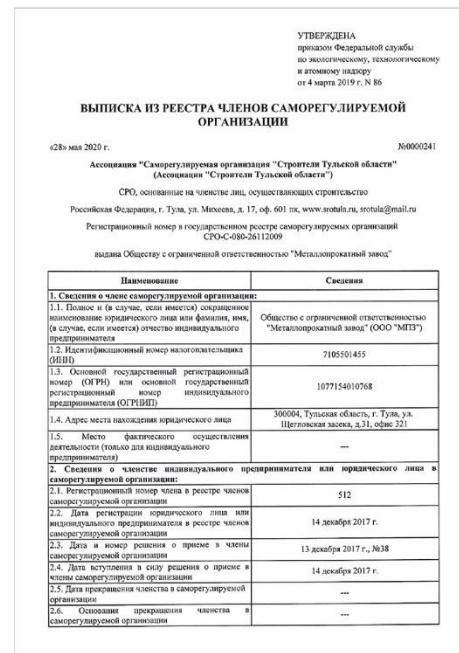 УТВЕРЖДЕНА
приказом Федеральной службы
по экологическому, технологическому
и атомному надзору
от 4 марта 2019 г. N 86
ВЫПИСКА ИЗ РЕЕСТРА ЧЛЕНОВ САМОРЕГУЛИРУЕМОЙ
ОРГАНИЗАЦИИ
«28» мая 2020 г. №0000241
Ассоциация "Саморегулируемая организация "Строители Тульской области"
(Ассоциации "Строители Тульской области")
СРО, основанные на членстве лиц, осуществляющих строительство
Российская Федерация, г. Тула, ул. Михеева, д. 17, оф. 601 пк, www.srotula.ru, srotula@mail.ru
Регистрационный номер в государственном реестре саморегулируемых организаций
СРО-С-080-26112009
выдана Обществу с ограниченной ответственностью "Металлопрокатный завод"
Наименование Сведения
1. Сведения о члене саморегулируемой организации:
1.1. Полное и (в случае, если имеется) сокращенное
наименование юридического лица или фамилия, имя,
(в случае, если имеется) отчество индивидуального
предпринимателя
Общество с ограниченной ответственностью
"Металлопрокатный завод" (ООО "МПЗ")
1.2. Идентификационный номер налогоплательщика
(ИНН)
7105501455
1.3. Основной государственный регистрационный
номер (ОГРН) или основной государственный
регистрационный номер индивидуального
предпринимателя (ОГРНИП)
1077154010768
1.4. Адрес места нахождения юридического лица
300004, Тульская область, г. Тула, ул.
Щегловская засека, д.31, офис 321
1.5. Место фактического осуществления
деятельности (только для индивидуального
предпринимателя)
---
2. Сведения о членстве индивидуального предпринимателя или юридического лица в
саморегулируемой организации:
2.1. Регистрационный номер члена в реестре членов
саморегулируемой организации
512
2.2. Дата регистрации юридического лица или
индивидуального предпринимателя в реестре членов
саморегулируемой организации
14 декабря 2017 г.
2.3. Дата и номер решения о приеме в члены
саморегулируемой организации
13 декабря 2017 г., №38
2.4. Дата вступления в силу решения о приеме в
члены саморегулируемой организации
14 декабря 2017 г.
2.5. Дата прекращения членства в саморегулируемой
организации
---
2.6. Основания прекращения членства в
саморегулируемой организации
---